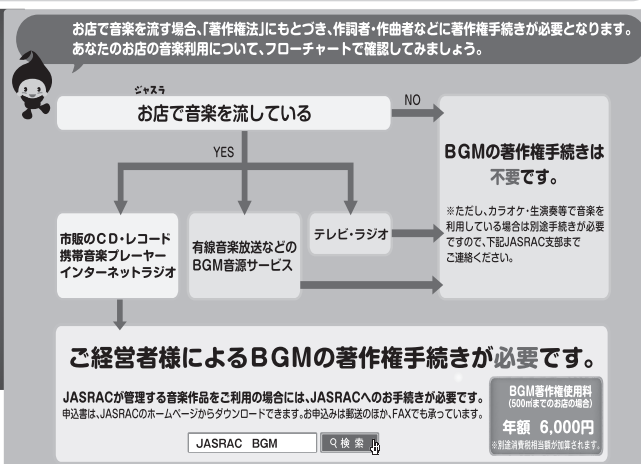 お店で音楽を流す場合、「著作権法」にもとづき、作詞者・作曲者などに著作権手続きが必要となります。
あなたのお店の音楽利用について、フローチャートで確認してみましょう。
ジャスラ
お店で音楽を流している
NO
YES
BGMの著作権手続きは
不要です。
※ただし、カラオケ・生演奏等で音楽を
利用している場合は別途手続きが必要
ですので、下記JASRAC支部まで
ご連絡ください。
市販のCD・レコード
携帯音楽プレーヤー
インターネットラジオ
有線音楽放送などの
BGM音源サービス
テレビ・ラジオ
ご経営者様によるBGMの著作権手続きが必要です。
JASRACが管理する音楽作品をご利用の場合には、JASRACへのお手続きが必要です。
申込書は、JASRACのホームページからダウンロードできます。お申込みは郵送のほか、FAXでも承っています。
JASRAC BGM
検索
BGM著作権使用料
(500㎡までのお店の場合)
年額 6,000円
※別途消費税相当額が加算されます。